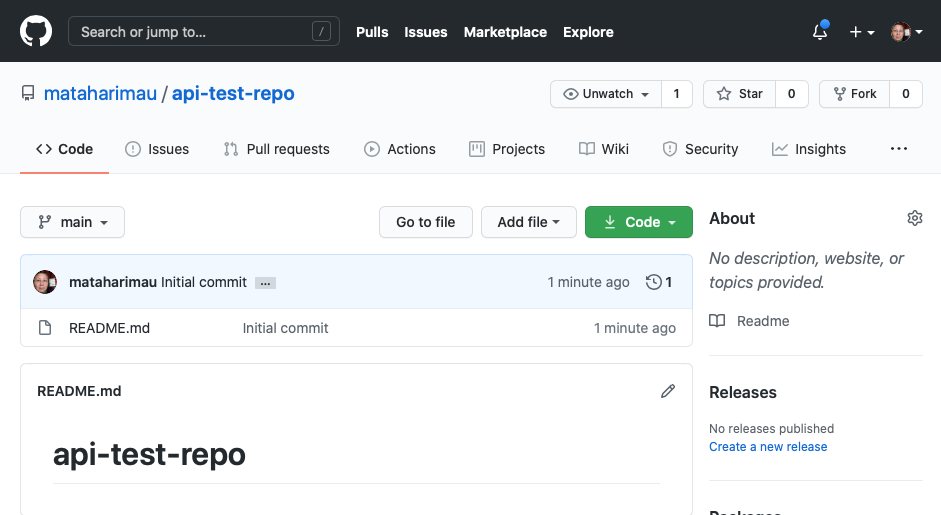 Search or jump to... /
Pulls Issues Marketplace Explore
mataharimau / api-test-repo
Unwatch 1 Star 0 Fork 0
Code Issues Pull requests Actions Projects Wiki Security Insights ...
main Go to file Add file Code
mataharimau Initial commit ... 1 minute ago 1
README.md Initial commit 1 minute ago
README.md
api-test-repo
About
No description, website, or
topics provided.
Readme
Releases
No releases published
Create a new release
Packages